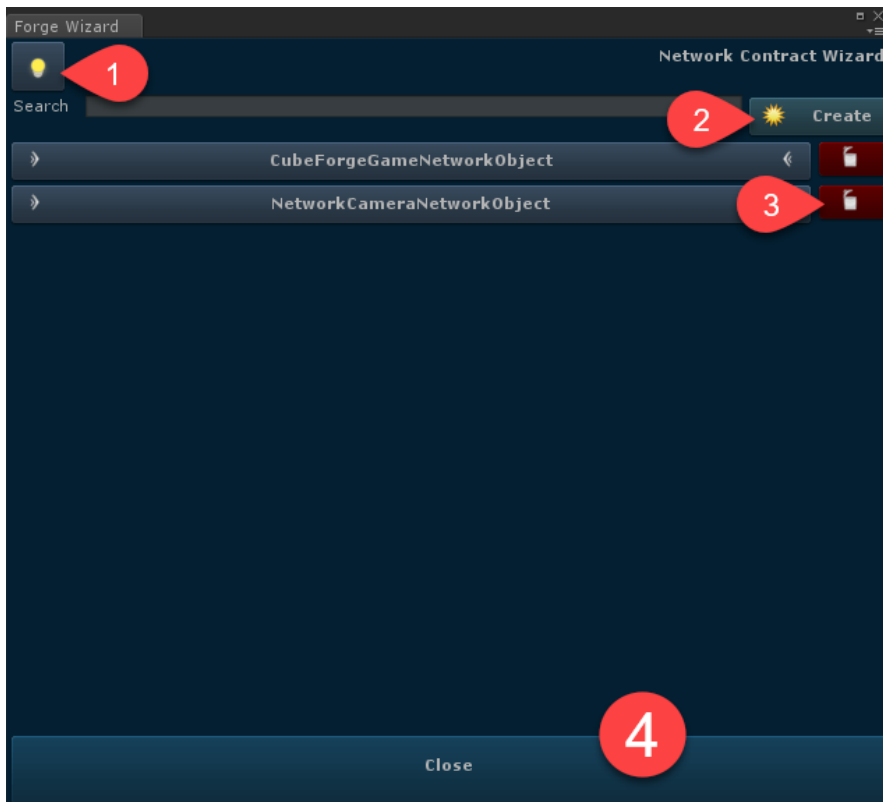 Forge Wizard
Network Contract Wizard
1
Search
2
Create
CubeForgeGameNetworkObject
NetworkCameraNetworkObject
3
4
Close